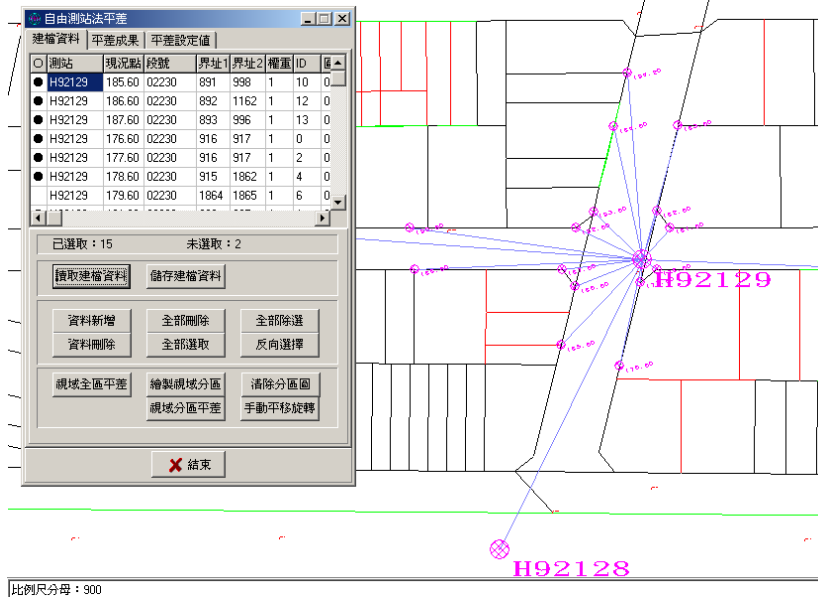 自由測站法平差
建檔資料 平差成果 平差設定值
測站 現況點 段號 界址1 界址2 權重 ID
H92129 185.60 02230 891 998 1 10 0
H92129 186.60 02230 892 1162 1 12 0
H92129 187.60 02230 893 996 1 13 0
H92129 176.60 02230 916 917 1 0 0
H92129 177.60 02230 916 917 1 2 0
H92129 178.60 02230 915 1862 1 4 0
H92129 179.60 02230 1864 1865 1 6 0
已選取：15 未選取：2
讀取建檔資料 儲存建檔資料
資料新增 全部刪除 全部除選
資料刪除 全部選取 反向選擇
視域全區平差 繪製視域分區 清除分區圖
視域分區平差 手動平移旋轉
結束
H92129
H92128
比例尺分母：900